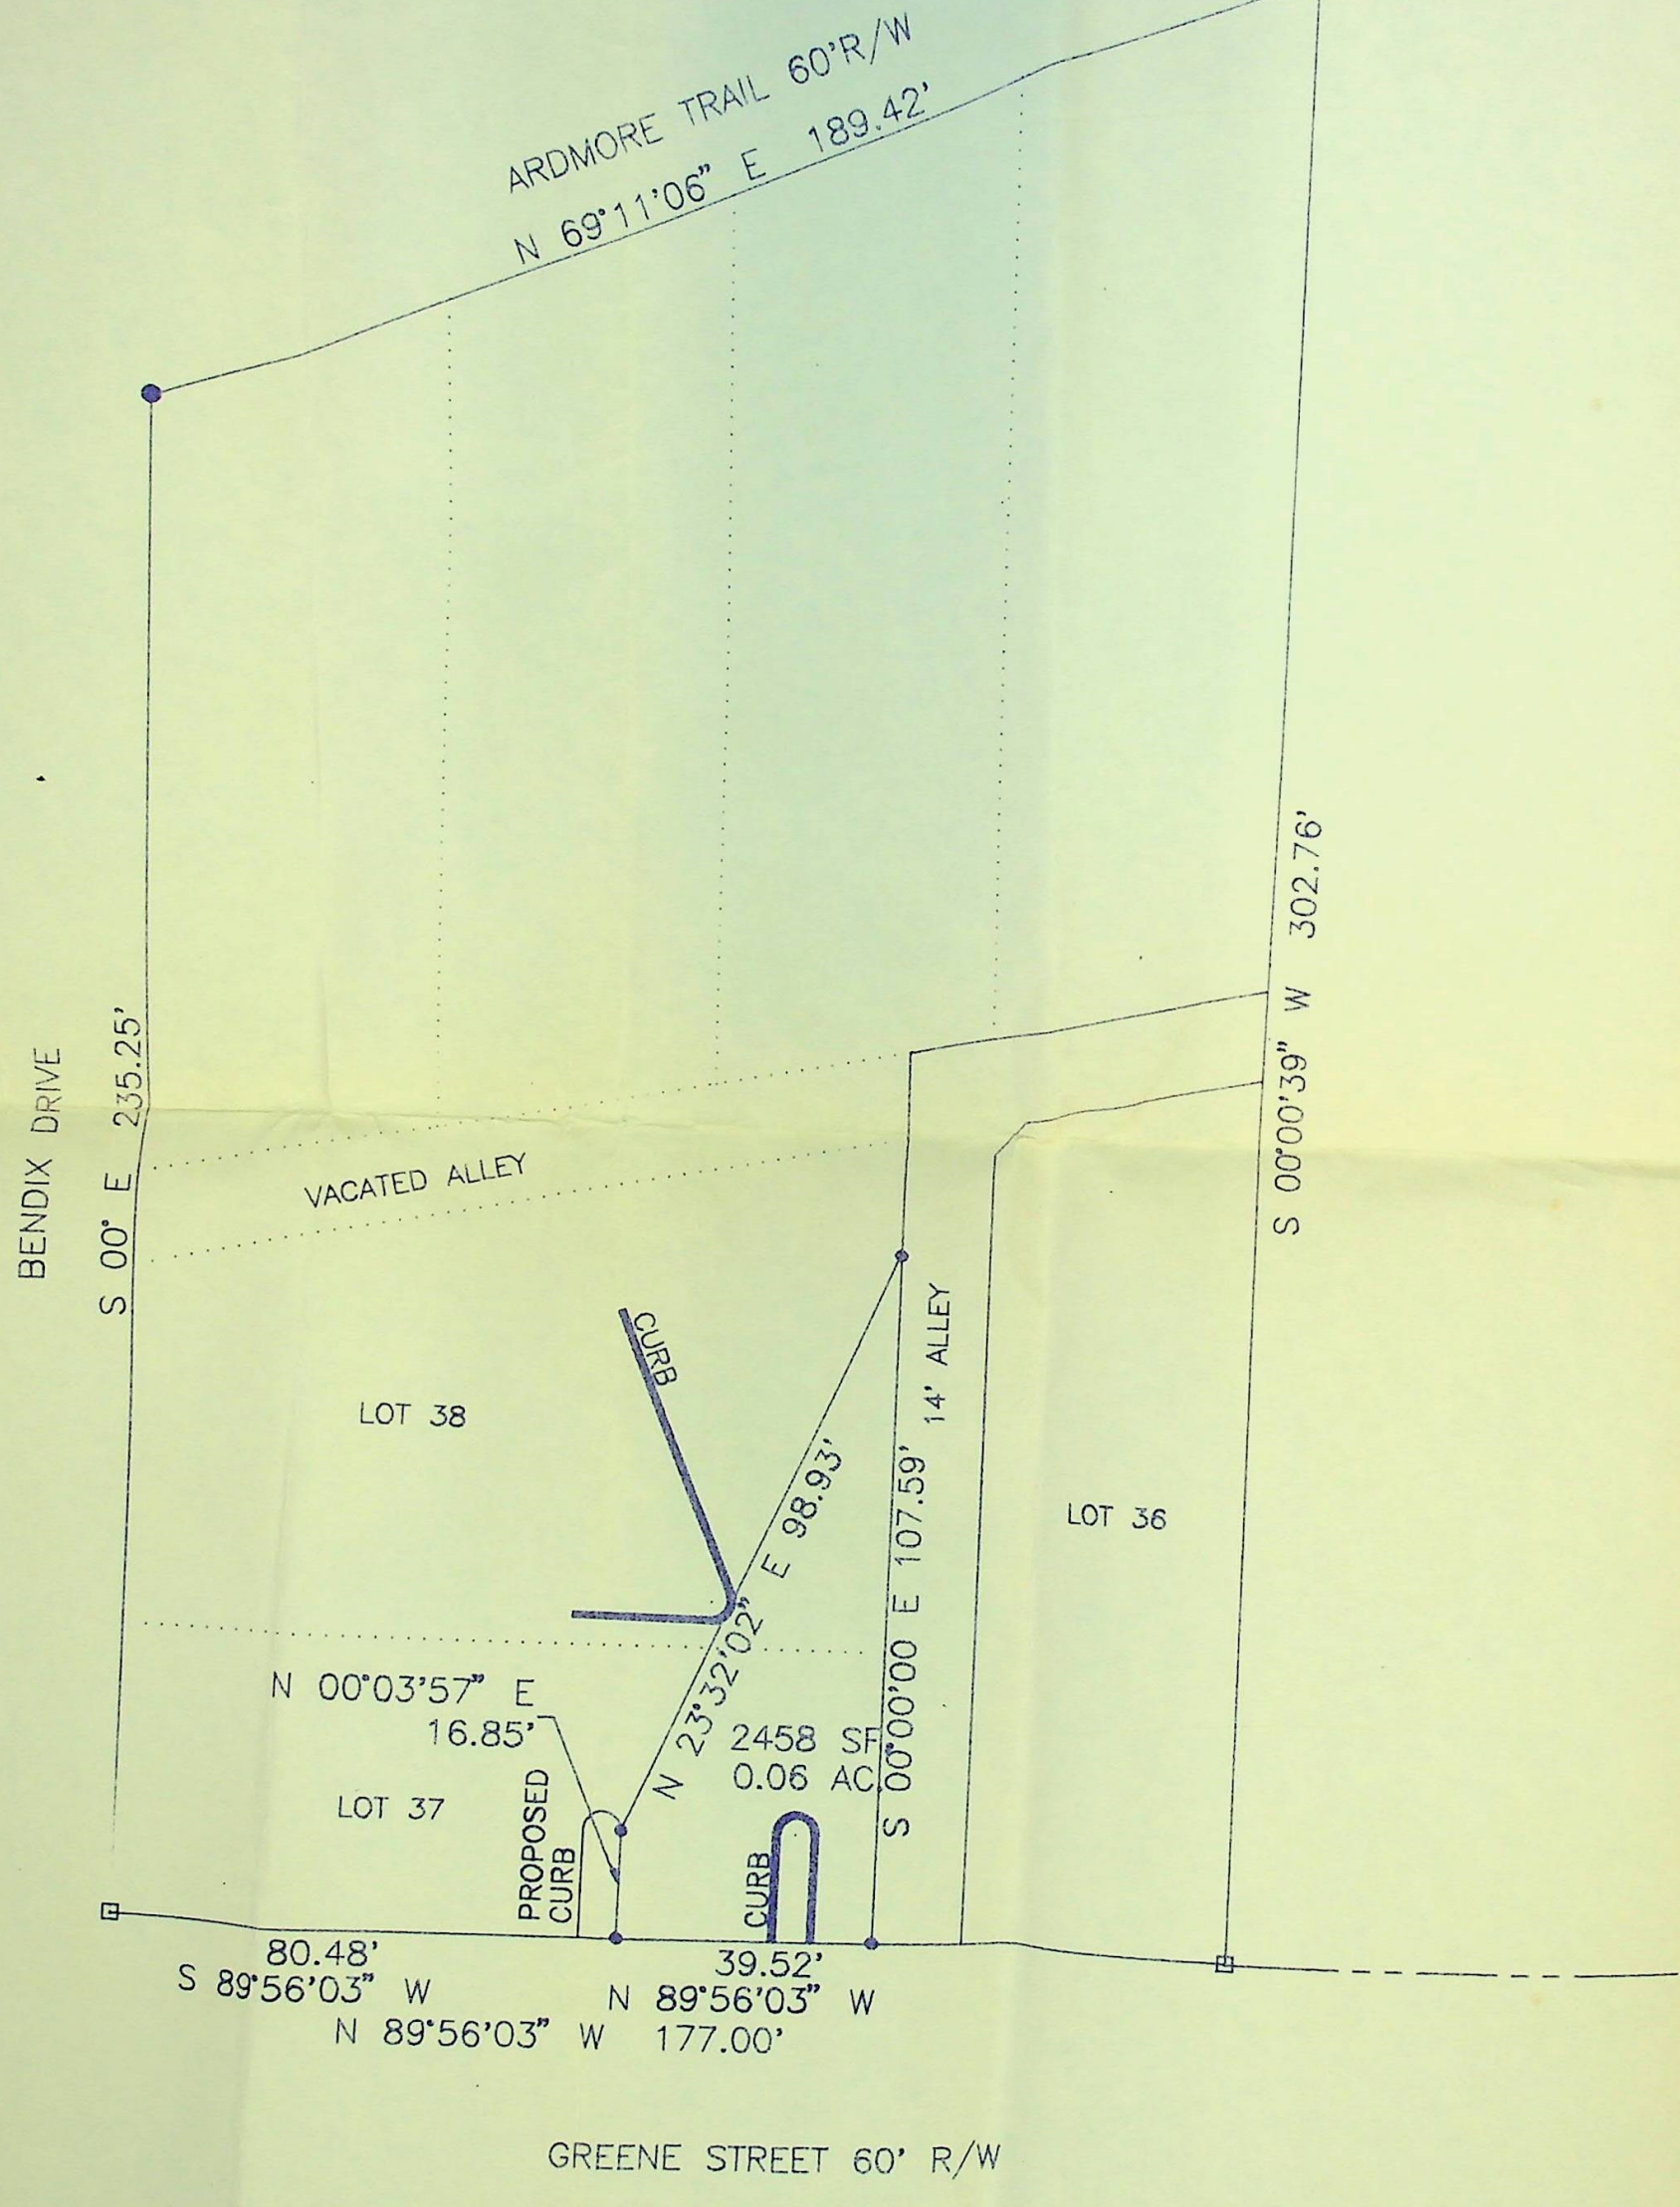 ARDMORE TRAIL 60'R/W
N 69°11'06" E 189.42'
BENDIX DRIVE
S 00° E 235.25'
S 00°00'39" W 302.76'
VACATED ALLEY
CURB
LOT 38
14' ALLEY
N 23°32'02" E 98.93'
S 00°00'00 E 107.59'
LOT 36
N 00°03'57" E
16.85'
2458 SF
0.06 AC.
LOT 37
PROPOSED
CURB
CURB
80.48'
S 89°56'03" W
39.52'
N 89°56'03" W
N 89°56'03" W 177.00'
GREENE STREET 60' R/W